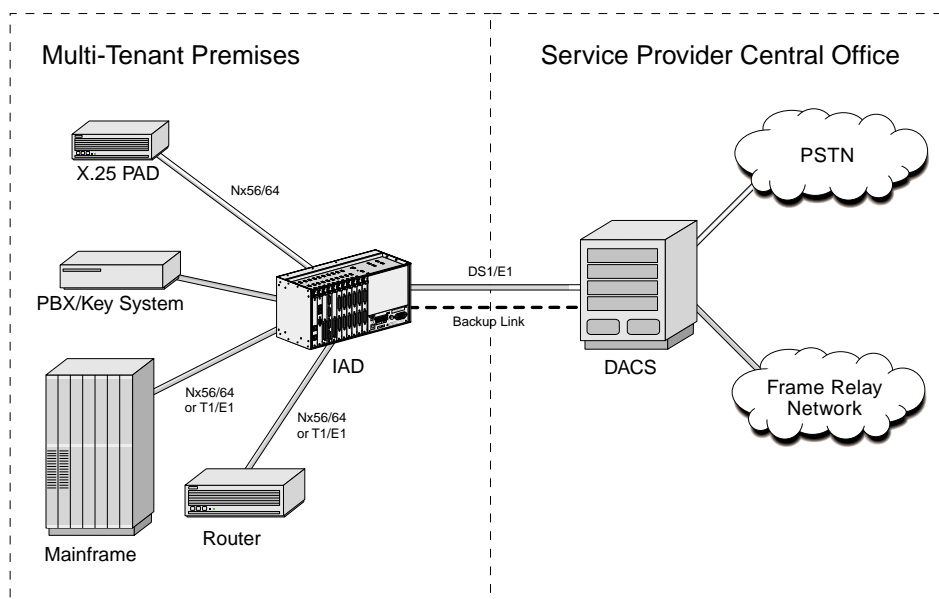 Multi-Tenant Premises
Service Provider Central Office
X.25 PAD
Nx56/64
PSTN
PBX/Key System
DS1/E1
Backup Link
IAD
DACS
Nx56/64
or T1/E1
Nx56/64
or T1/E1
Frame Relay
Network
Mainframe
Router